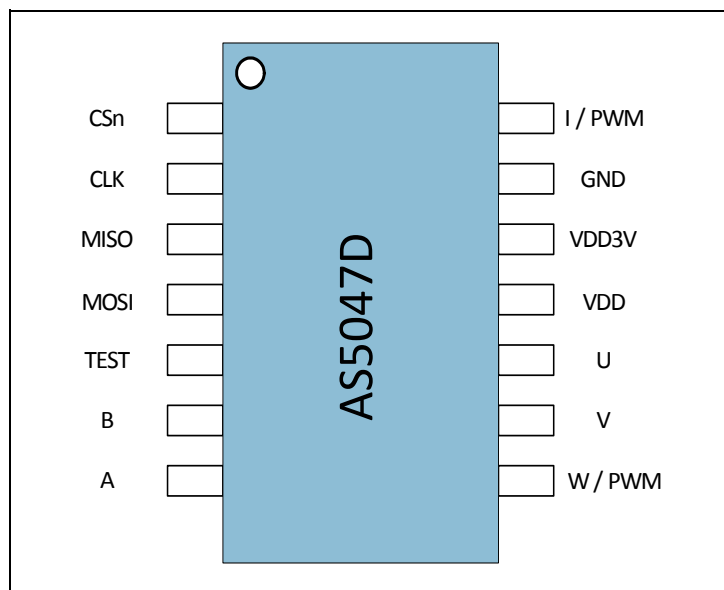 CSn
CLK
MISO
MOSI
TEST
B
A
AS5047D
I / PWM
GND
VDD3V
VDD
U
V
W / PWM